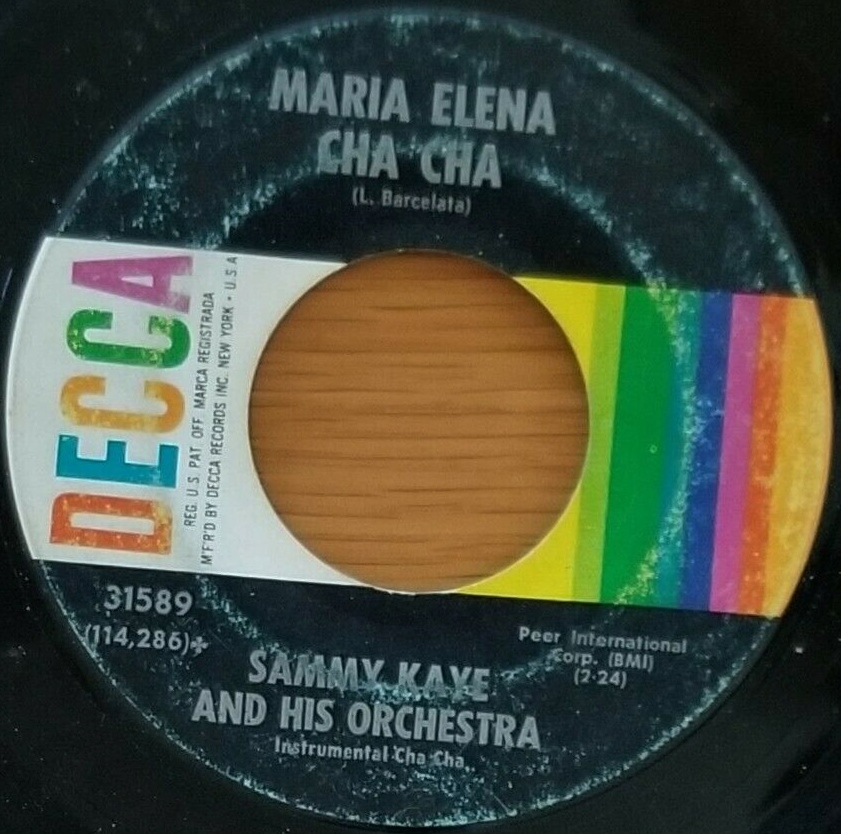 MARIA ELENA
CHA CHA
(L. Barcelata)
DECCA
REG. U.S. PAT. OFF. MARCA REGISTRADA
M'F'R'D BY DECCA RECORDS INC. NEW YORK • U.S.A
31589
(114,286)✣
Peer International
Corp. (BMI)
(2-24)
SAMMY KAYE
AND HIS ORCHESTRA
Instrumental Cha Cha